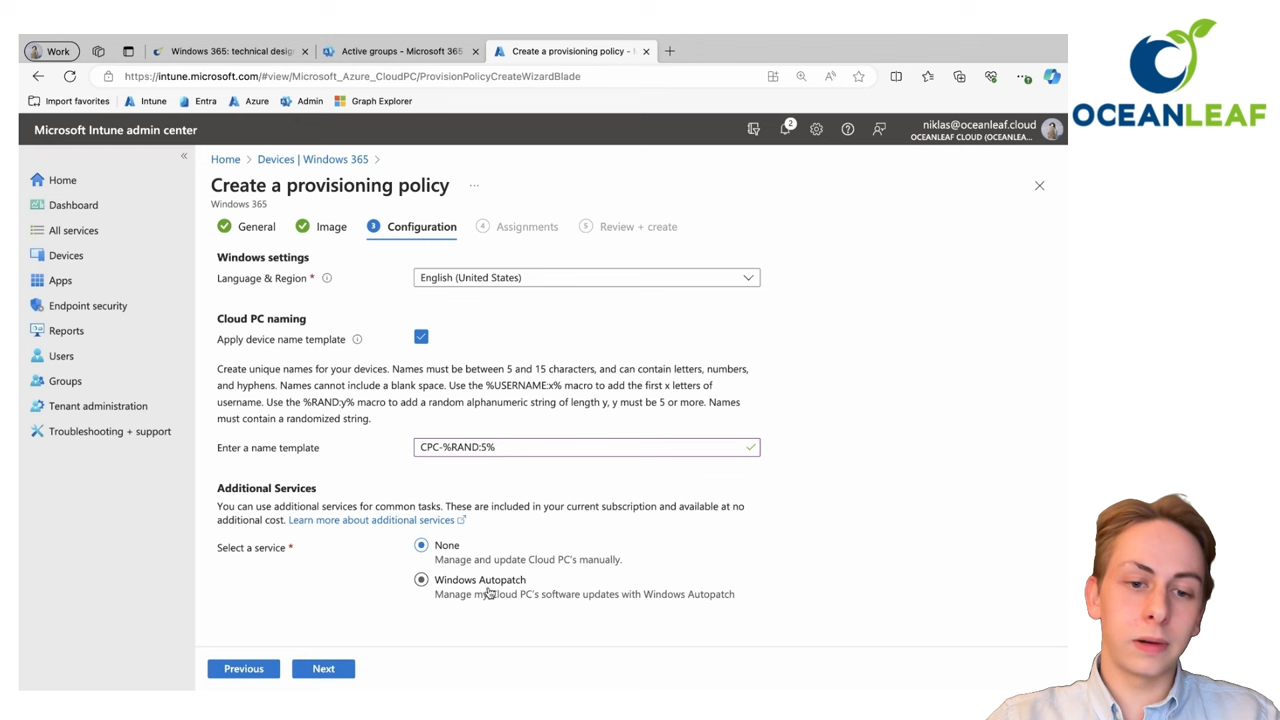 Work
Windows 365: technical desig
Active groups - Microsoft 365
Create a provisioning policy -
https://intune.microsoft.com/#view/Microsoft_Azure_CloudPC/ProvisionPolicyCreateWizardBlade
Import favorites
Intune
Entra
Azure
Admin
Graph Explorer
OCEANLEAF
Microsoft Intune admin center
2
niklas@oceanleaf.cloud
OCEANLEAF CLOUD (OCEANLEA...
Home
Dashboard
All services
Devices
Apps
Endpoint security
Reports
Users
Groups
Tenant administration
Troubleshooting + support
Home > Devices | Windows 365 >
Create a provisioning policy ...
Windows 365
General
Image
3 Configuration
4 Assignments
5 Review + create
Windows settings
Language & Region *
English (United States)
Cloud PC naming
Apply device name template
Create unique names for your devices. Names must be between 5 and 15 characters, and can contain letters, numbers,
and hyphens. Names cannot include a blank space. Use the %USERNAME:x% macro to add the first x letters of
username. Use the %RAND:y% macro to add a random alphanumeric string of length y, y must be 5 or more. Names
must contain a randomized string.
Enter a name template
CPC-%RAND:5%
Additional Services
You can use additional services for common tasks. These are included in your current subscription and available at no
additional cost. Learn more about additional services
Select a service *
None
Manage and update Cloud PC's manually.
Windows Autopatch
Manage my Cloud PC's software updates with Windows Autopatch
Previous
Next